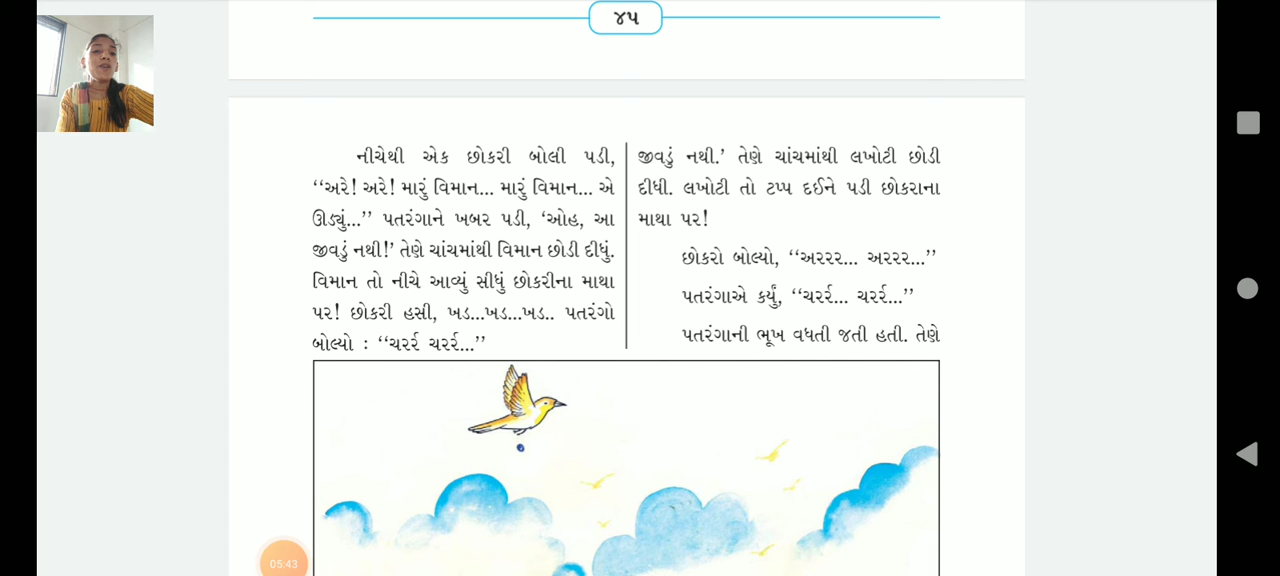 ૪૫
નીચેથી એક છોકરી બોલી પડી,
‘‘અરે! અરે! મારું વિમાન... મારું વિમાન... એ
ઊડ્યું...’’ પતરંગાને ખબર પડી, ‘ઓહ, આ
જીવડું નથી!’ તેણે ચાંચમાંથી વિમાન છોડી દીધું.
વિમાન તો નીચે આવ્યું સીધું છોકરીના માથા
પર! છોકરી હસી, ખડ...ખડ...ખડ.. પતરંગો
બોલ્યો : ‘‘ચરર્ર ચરર્ર...’’
જીવડું નથી.’ તેણે ચાંચમાંથી લખોટી છોડી
દીધી. લખોટી તો ટપ્પ દઈને પડી છોકરાના
માથા પર!
છોકરો બોલ્યો, ‘‘અરરર... અરરર...’’
પતરંગાએ કર્યું, ‘‘ચરર્ર... ચરર્ર...’’
પતરંગાની ભૂખ વધતી જતી હતી. તેણે
05:43